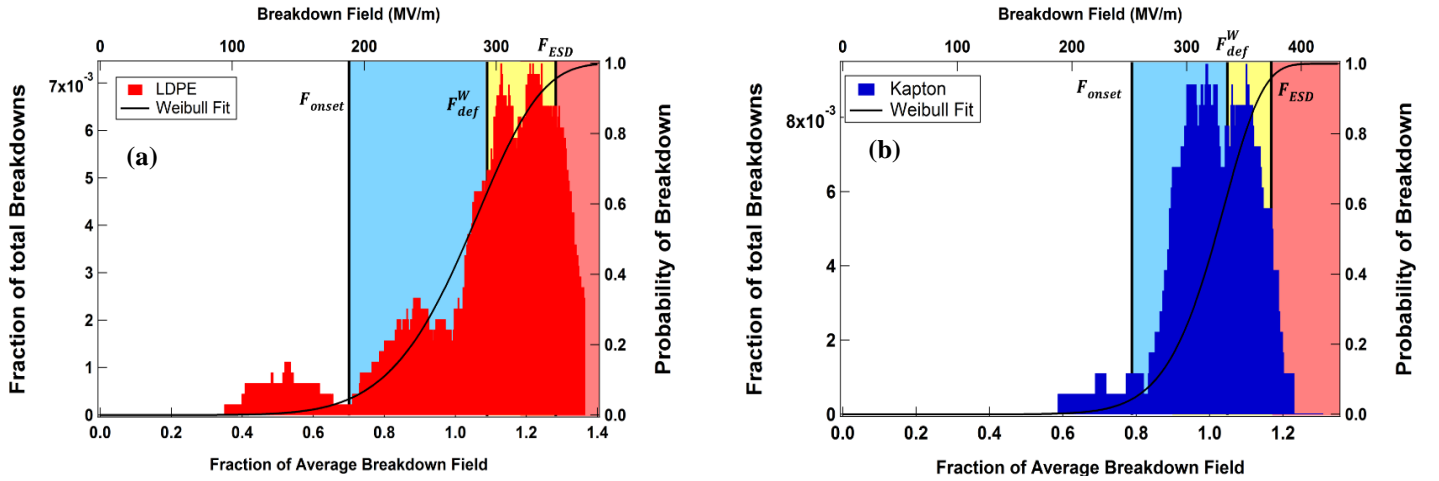 Breakdown Field (MV/m)
0 100 200 300
F_ESD
Fraction of total Breakdowns
7x10⁻³
6
5
4
3
2
1
0
LDPE
Weibull Fit
(a)
F_onset
F_def^W
1.0
0.8
0.6
0.4
0.2
0.0
Probability of Breakdown
0.0 0.2 0.4 0.6 0.8 1.0 1.2 1.4
Fraction of Average Breakdown Field
Breakdown Field (MV/m)
0 100 200 300 400
F_def^W
Fraction of total Breakdowns
8x10⁻³
6
4
2
0
Kapton
Weibull Fit
(b)
F_onset
F_ESD
1.0
0.8
0.6
0.4
0.2
0.0
Probability of Breakdown
0.0 0.2 0.4 0.6 0.8 1.0 1.2
Fraction of Average Breakdown Field